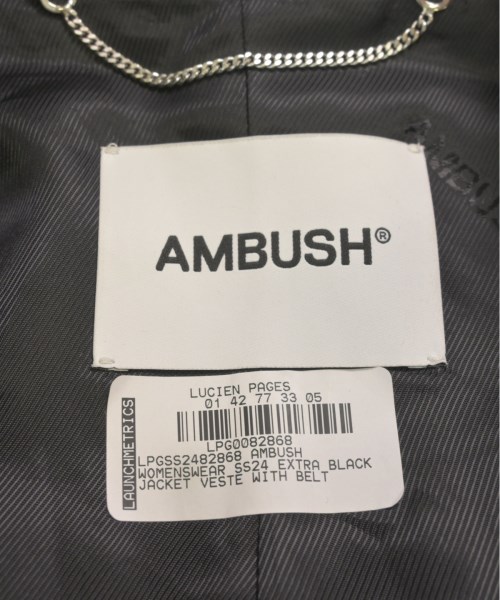 AMBUSH®
AMBU
LUCIEN PAGES
01 42 77 33 05
LPG0082868
LPGSS2482868 AMBUSH
WOMENSWEAR SS24 EXTRA BLACK
JACKET VESTE WITH BELT
LAUNCHMETRICS